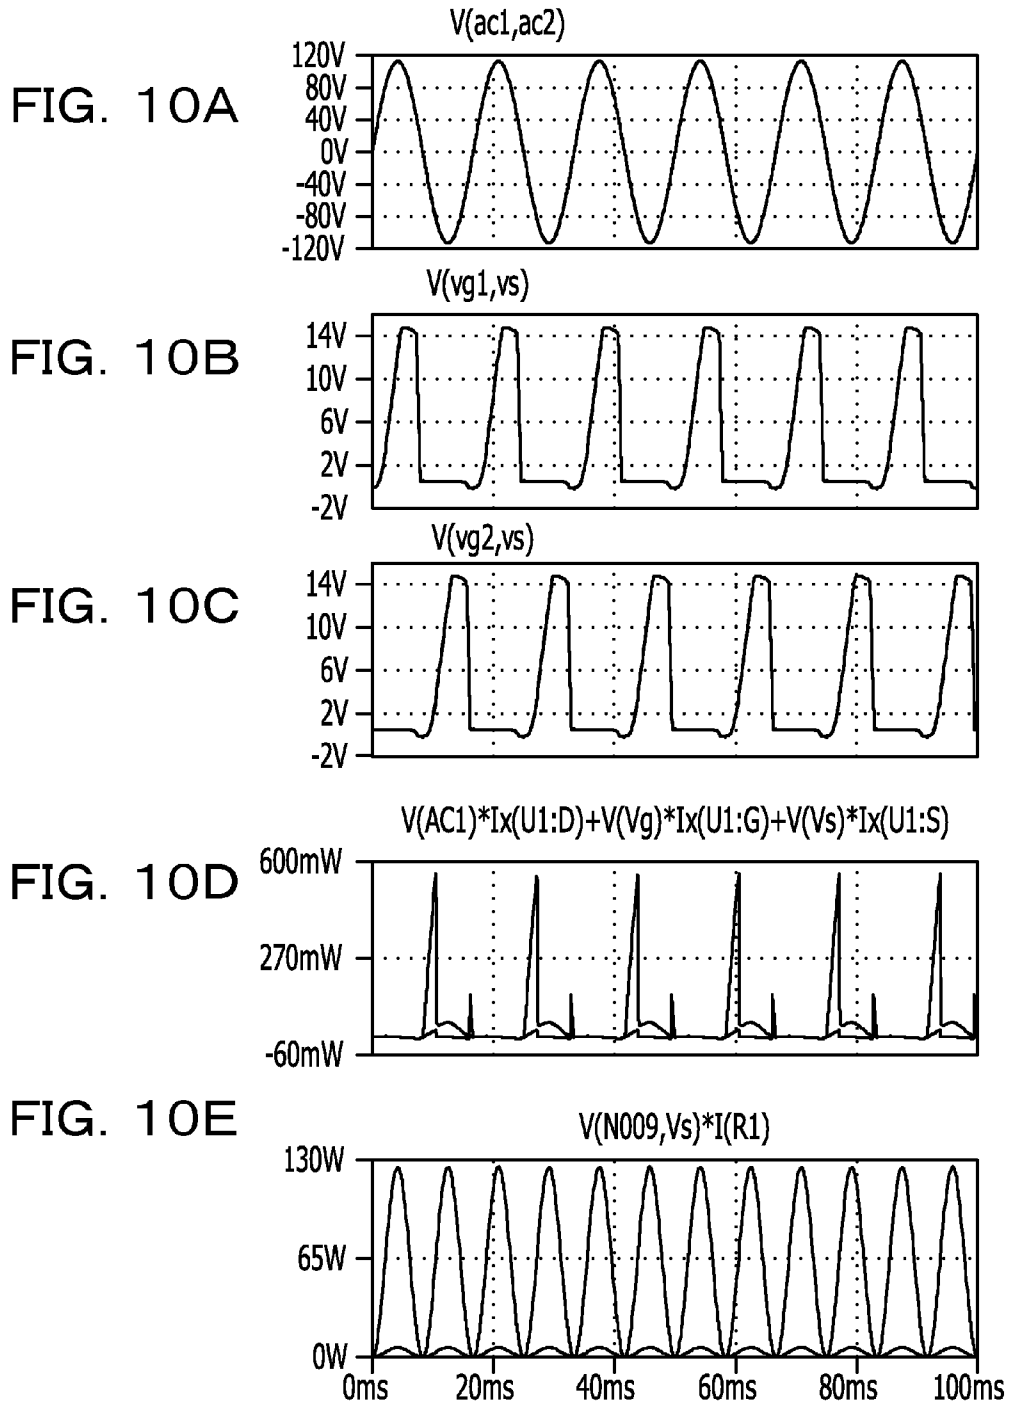 V(ac1,ac2)
FIG. 10A
120V
80V
40V
0V
-40V
-80V
-120V
V(vg1,vs)
FIG. 10B
14V
10V
6V
2V
-2V
V(vg2,vs)
FIG. 10C
14V
10V
6V
2V
-2V
V(AC1)*Ix(U1:D)+V(Vg)*Ix(U1:G)+V(Vs)*Ix(U1:S)
FIG. 10D
600mW
270mW
-60mW
FIG. 10E
V(N009,Vs)*I(R1)
130W
65W
0W
0ms 20ms 40ms 60ms 80ms 100ms